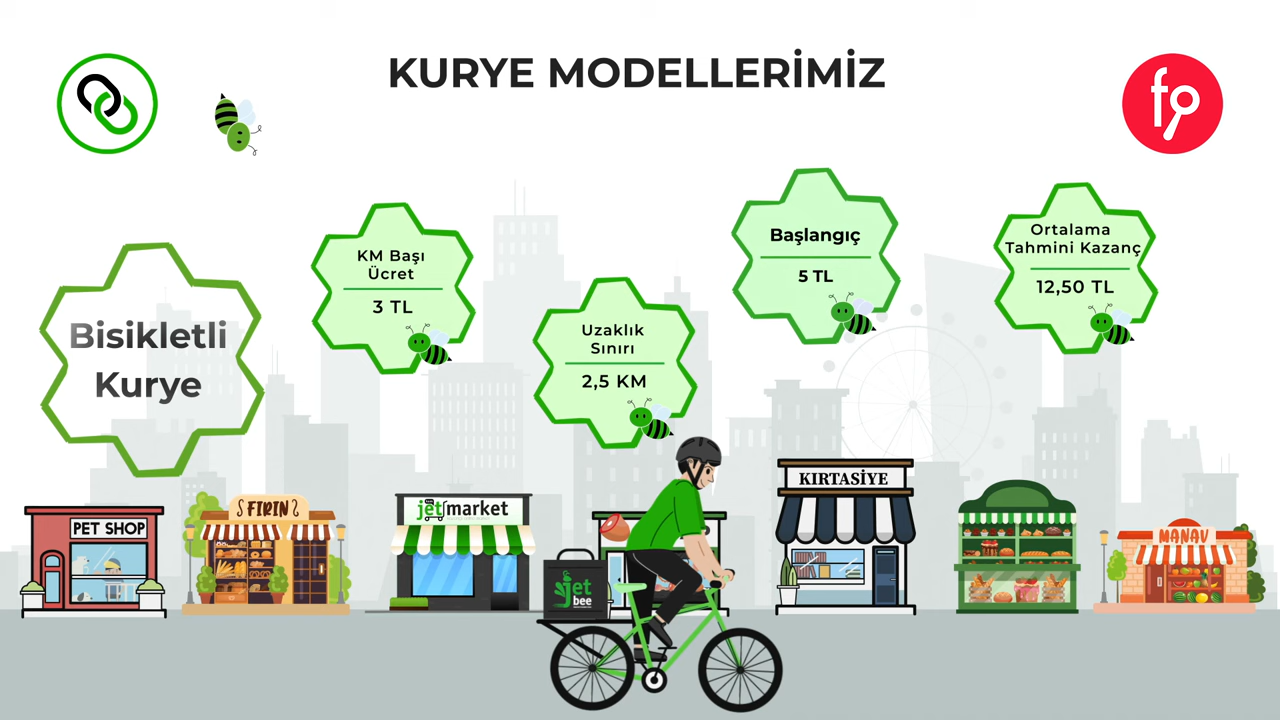 KURYE MODELLERİMİZ
Bisikletli
Kurye
KM Başı
Ücret
3 TL
Uzaklık
Sınırı
2,5 KM
Başlangıç
5 TL
Ortalama
Tahmini Kazanç
12,50 TL
PET SHOP
FIRIN
jet market
KIRTASİYE
MANAV
jet
bee